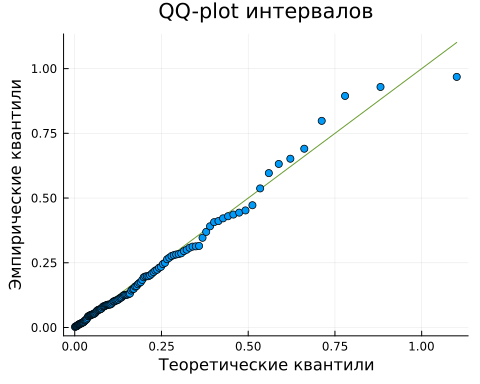 QQ-plot интервалов
Эмпирические квантили
1.00
0.75
0.50
0.25
0.00
0.00 0.25 0.50 0.75 1.00
Теоретические квантили